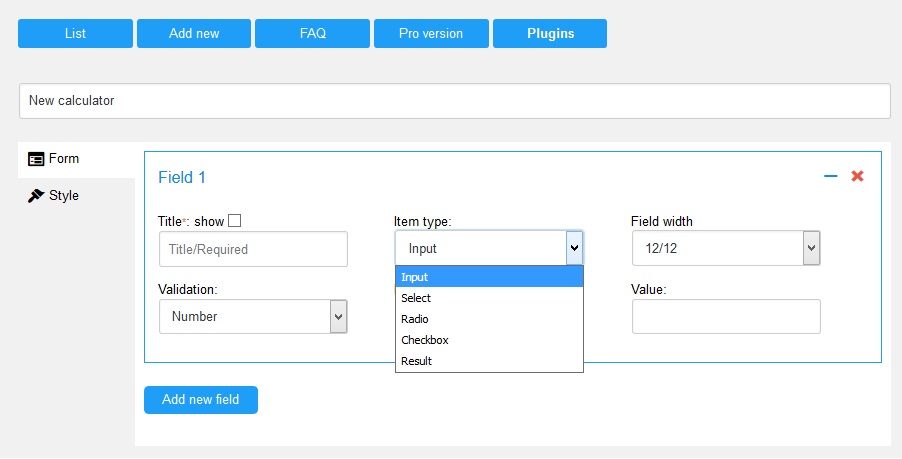 List Add new FAQ Pro version Plugins
New calculator
Form
Style
Field 1
Title*: show Item type: Field width
Title/Required Input 12/12
Input
Validation: Value:
Select
Number Radio
Checkbox
Result
Add new field